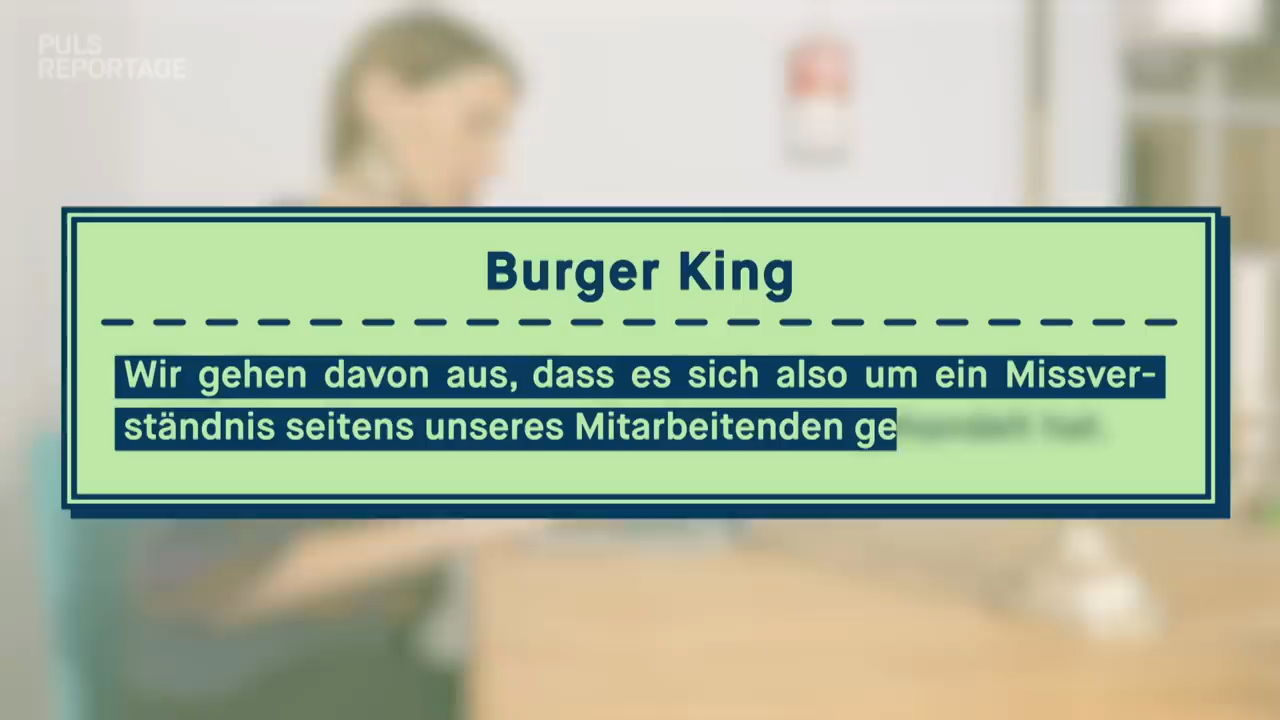 PULS
REPORTAGE
Burger King
Wir gehen davon aus, dass es sich also um ein Missver-
ständnis seitens unseres Mitarbeitenden ge